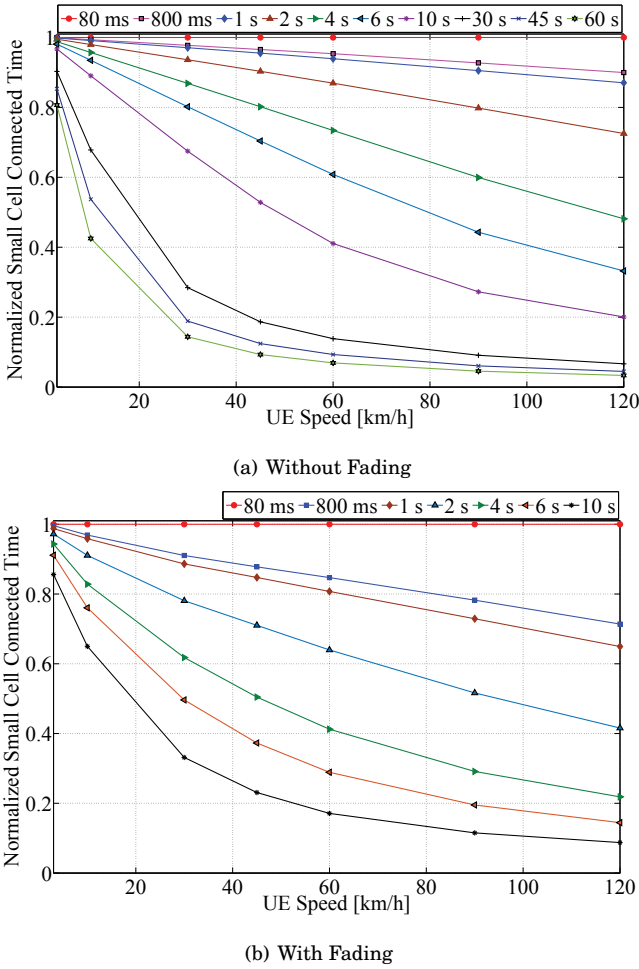 80 ms 800 ms 1 s 2 s 4 s 6 s 10 s 30 s 45 s 60 s
1
0.8
0.6
0.4
0.2
0
Normalized Small Cell Connected Time
20 40 60 80 100 120
UE Speed [km/h]
(a) Without Fading
80 ms 800 ms 1 s 2 s 4 s 6 s 10 s
1
0.8
0.6
0.4
0.2
0
Normalized Small Cell Connected Time
20 40 60 80 100 120
UE Speed [km/h]
(b) With Fading